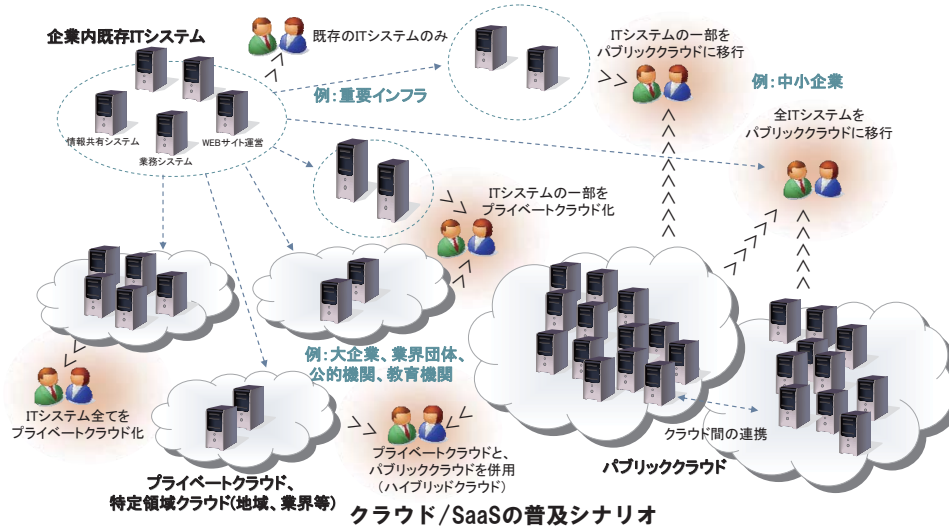 企業内既存ITシステム
情報共有システム
業務システム
WEBサイト運営
既存のITシステムのみ
例：重要インフラ
ITシステムの一部を
パブリッククラウドに移行
例：中小企業
全ITシステムを
パブリッククラウドに移行
ITシステムの一部を
プライベートクラウド化
例：大企業、業界団体、
公的機関、教育機関
ITシステム全てを
プライベートクラウド化
プライベートクラウド、
特定領域クラウド(地域、業界等)
プライベートクラウドと、
パブリッククラウドを併用
（ハイブリッドクラウド）
クラウド間の連携
パブリッククラウド
クラウド/SaaSの普及シナリオ